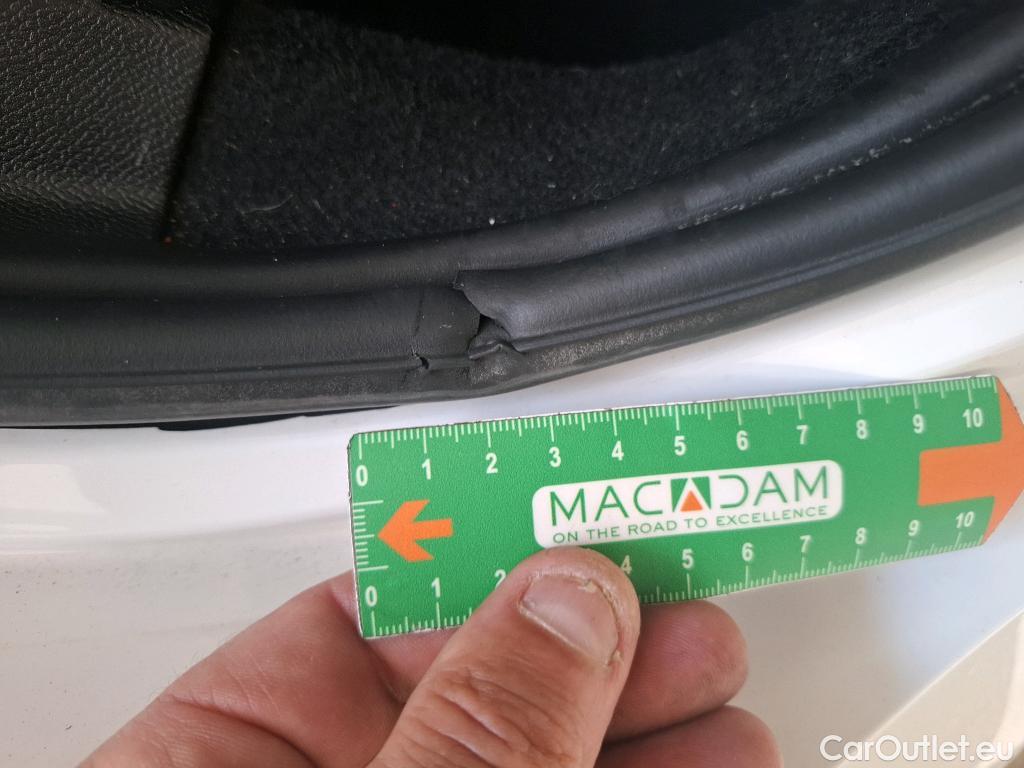 0 1 2 3 4 5 6 7 8 9 10
MACADAM
ON THE ROAD TO EXCELLENCE
0 1 2 4 5 6 7 8 9 10
CarOutlet.eu